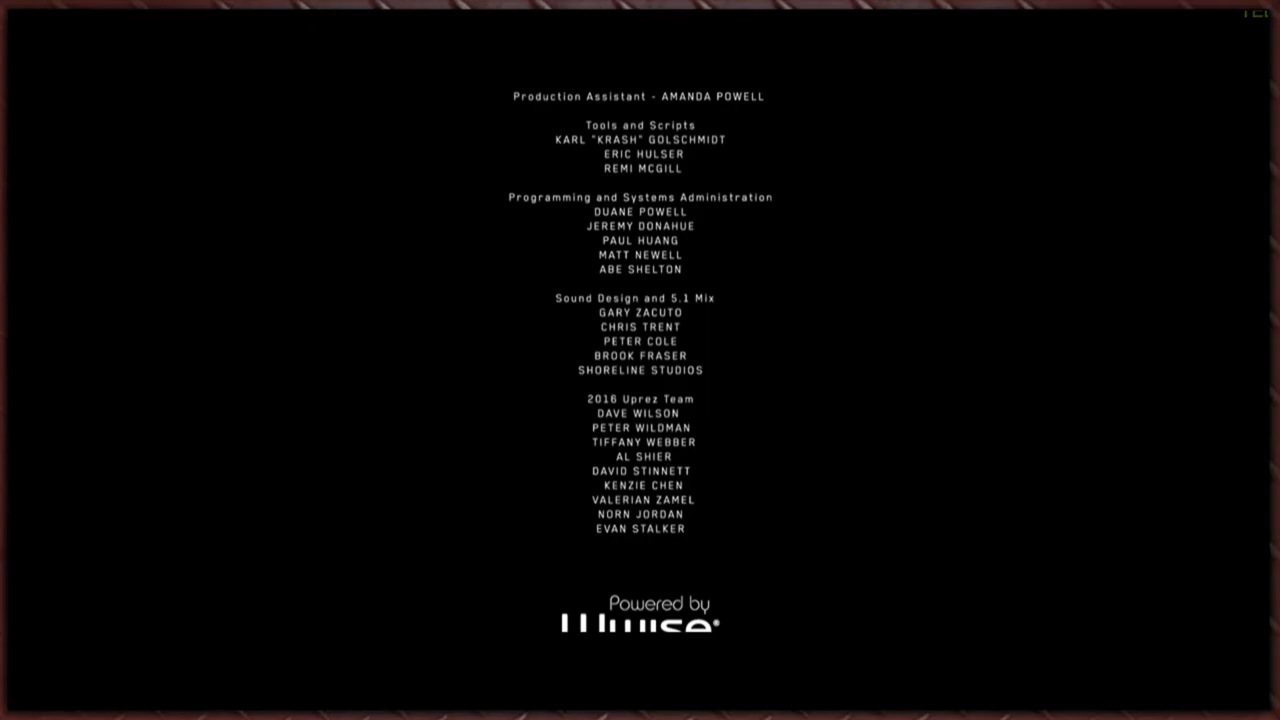 Production Assistant - AMANDA POWELL
Tools and Scripts
KARL "KRASH" GOLSCHMIDT
ERIC HULSER
REMI MCGILL
Programming and Systems Administration
DUANE POWELL
JEREMY DONAHUE
PAUL HUANG
MATT NEWELL
ABE SHELTON
Sound Design and 5.1 Mix
GARY ZACUTO
CHRIS TRENT
PETER COLE
BROOK FRASER
SHORELINE STUDIOS
2016 Uprez Team
DAVE WILSON
PETER WILDMAN
TIFFANY WEBBER
AL SHIER
DAVID STINNETT
KENZIE CHEN
VALERIAN ZAMEL
NORN JORDAN
EVAN STALKER
Powered by